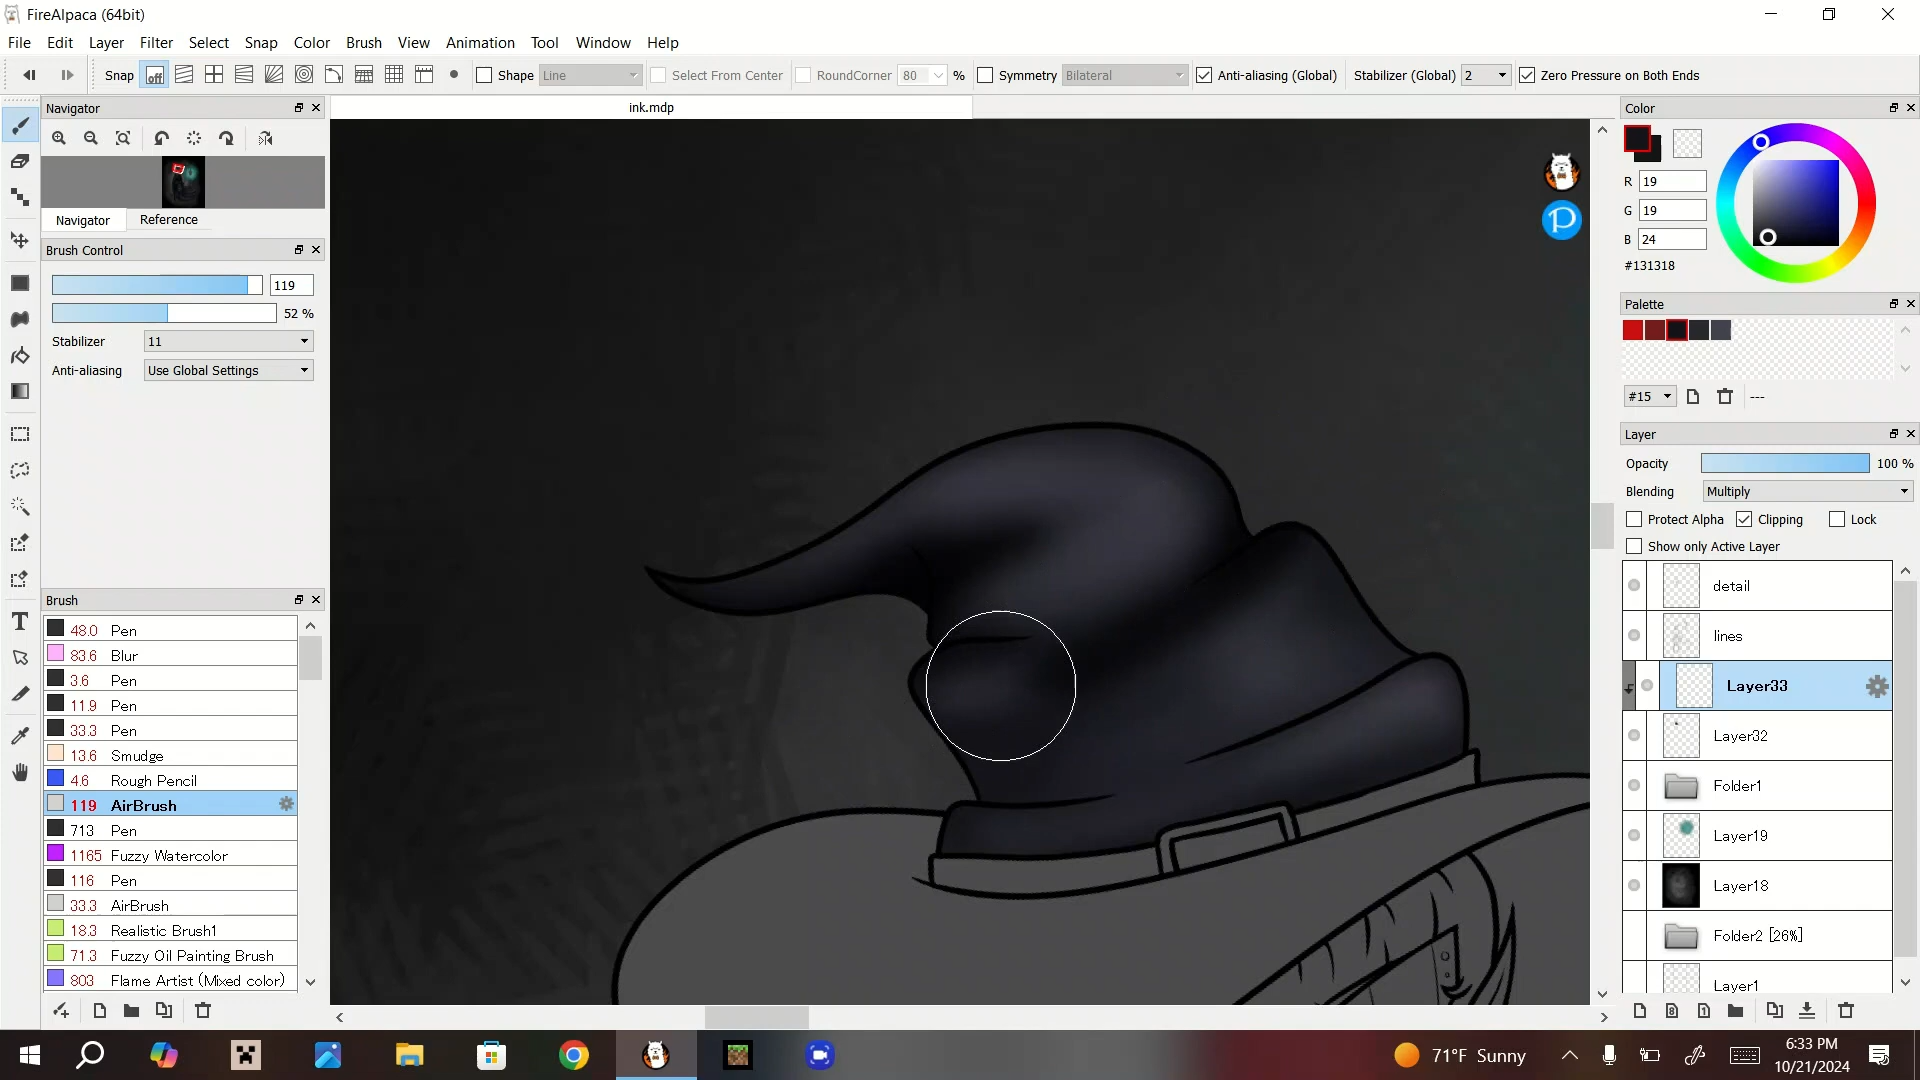 FireAlpaca (64bit)
File Edit Layer Filter Select Snap Color Brush View Animation Tool Window Help
Snap off Shape Line Select From Center RoundCorner 80 % Symmetry Bilateral Anti-aliasing (Global) Stabilizer (Global) 2 Zero Pressure on Both Ends
Navigator
ink.mdp
Color
R 19
G 19
B 24
#131318
Navigator Reference
Brush Control
119
52 %
Stabilizer 11
Anti-aliasing Use Global Settings
Palette
#15 ---
Layer
Opacity 100 %
Blending Multiply
Protect Alpha Clipping Lock
Show only Active Layer
detail
lines
Layer33
Layer32
Folder1
Layer19
Layer18
Folder2 [26%]
Layer1
Brush
48.0 Pen
83.6 Blur
3.6 Pen
11.9 Pen
33.3 Pen
13.6 Smudge
4.6 Rough Pencil
119 AirBrush
713 Pen
1165 Fuzzy Watercolor
116 Pen
33.3 AirBrush
18.3 Realistic Brush1
71.3 Fuzzy Oil Painting Brush
803 Flame Artist (Mixed color)
P
8
1
T
71°F Sunny
6:33 PM
10/21/2024